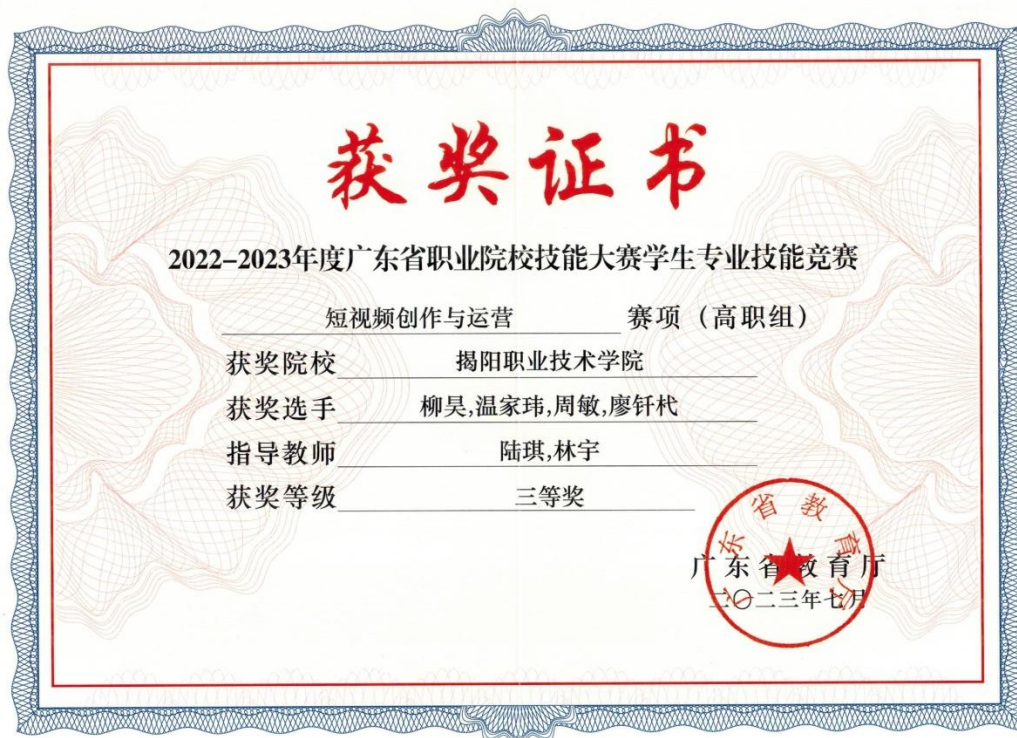 获奖证书
2022-2023年度广东省职业院校技能大赛学生专业技能竞赛
短视频创作与运营 赛项（高职组）
获奖院校 揭阳职业技术学院
获奖选手 柳昊,温家玮,周敏,廖钎杙
指导教师 陆琪,林宇
获奖等级 三等奖
广东省教育厅
广东省教育厅
二〇二三年七月